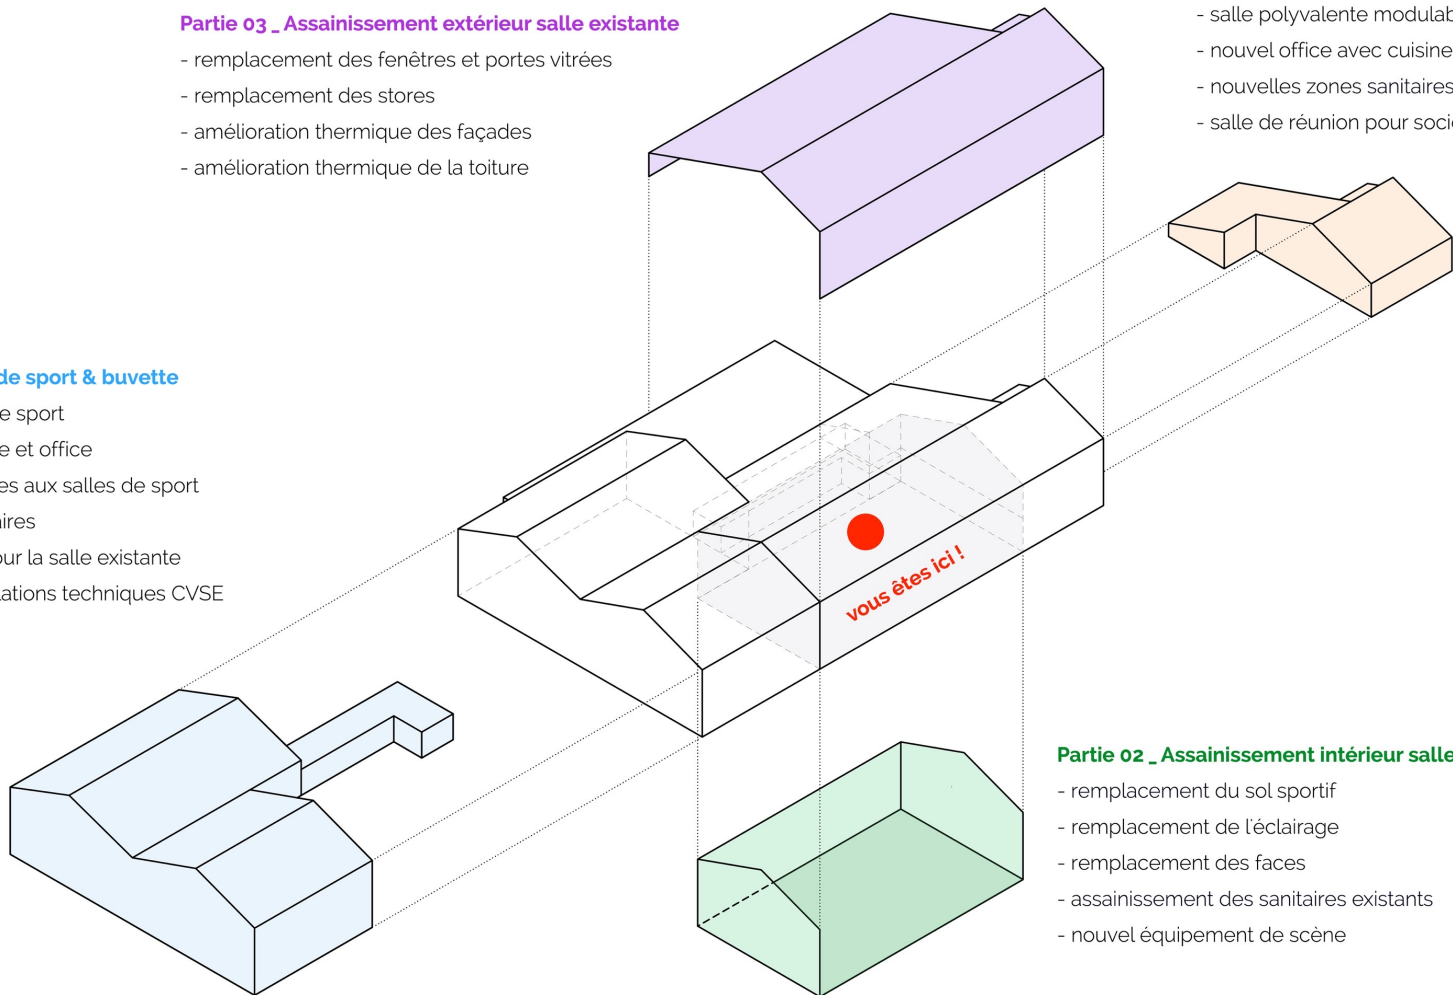 Partie 03 _ Assainissement extérieur salle existante
- remplacement des fenêtres et portes vitrées
- remplacement des stores
- amélioration thermique des façades
- amélioration thermique de la toiture
- salle polyvalente modulab
- nouvel office avec cuisine
- nouvelles zones sanitaires
- salle de réunion pour socié
de sport & buvette
e sport
e et office
es aux salles de sport
aires
our la salle existante
lations techniques CVSE
vous êtes ici !
Partie 02 _ Assainissement intérieur salle
- remplacement du sol sportif
- remplacement de l'éclairage
- remplacement des faces
- assainissement des sanitaires existants
- nouvel équipement de scène